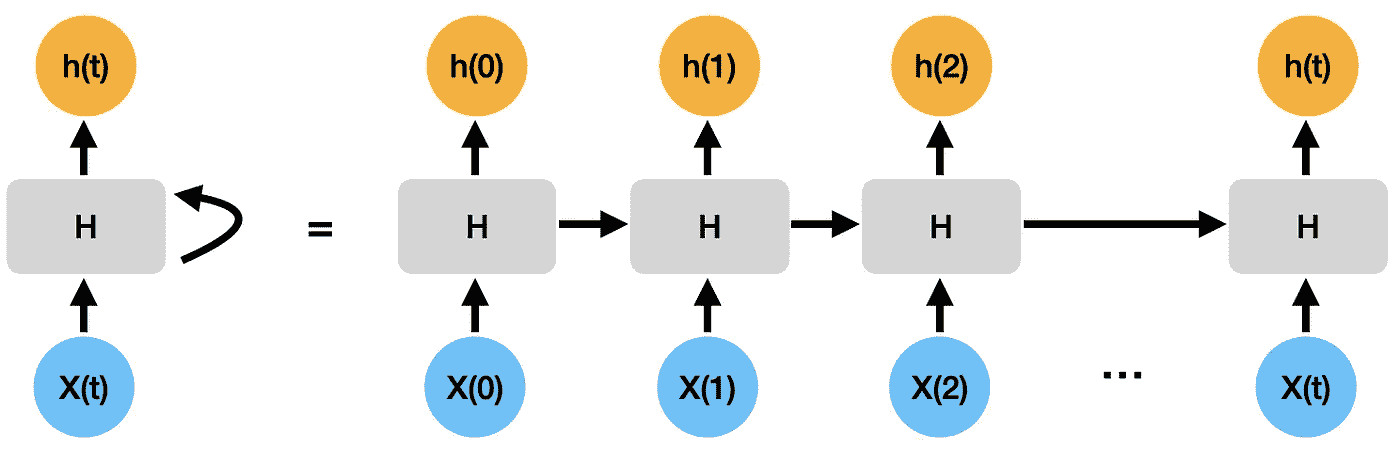 h(t) h(0) h(1) h(2) h(t)
H = H H H H
X(t) X(0) X(1) X(2) ... X(t)